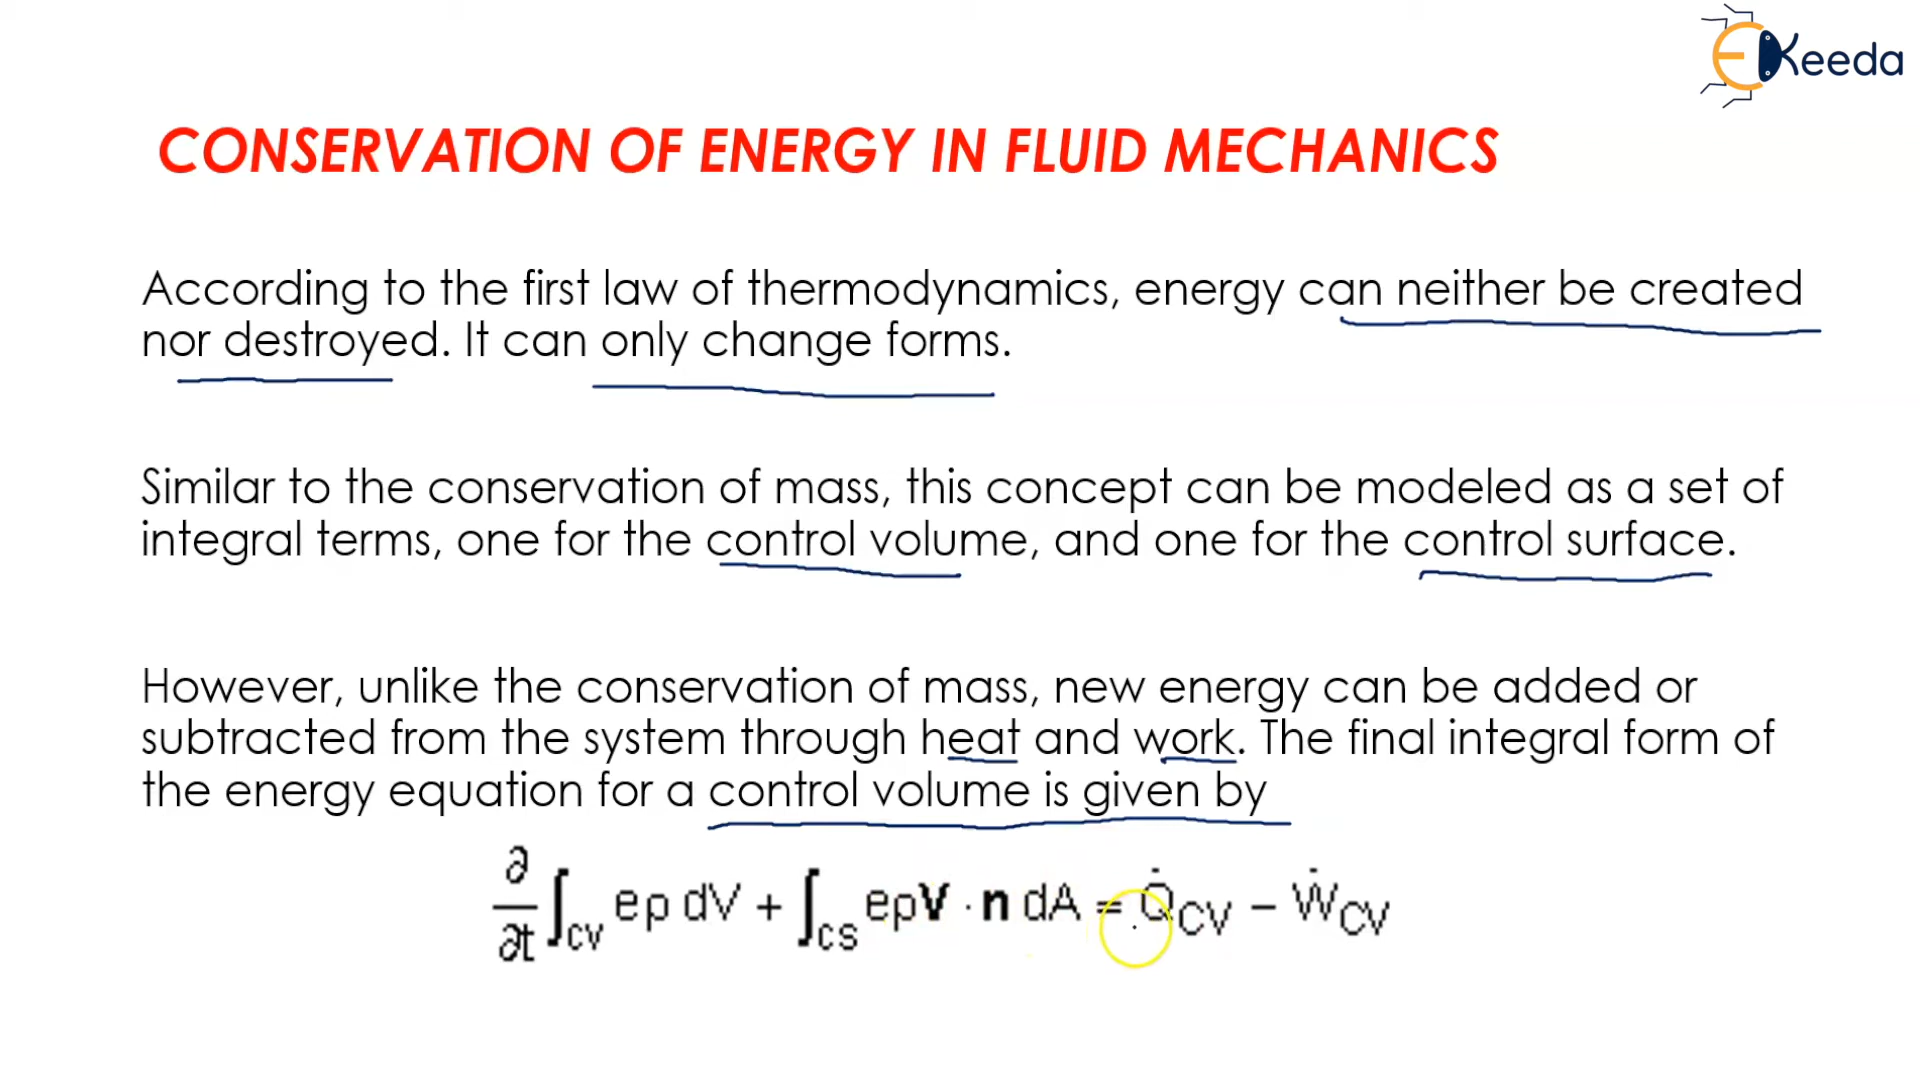 EKeeda
CONSERVATION OF ENERGY IN FLUID MECHANICS
According to the first law of thermodynamics, energy can neither be created
nor destroyed. It can only change forms.
Similar to the conservation of mass, this concept can be modeled as a set of
integral terms, one for the control volume, and one for the control surface.
However, unlike the conservation of mass, new energy can be added or
subtracted from the system through heat and work. The final integral form of
the energy equation for a control volume is given by
∂/∂t ∫CV eρ dV + ∫CS eρV · n dA = Q̇CV − ẆCV